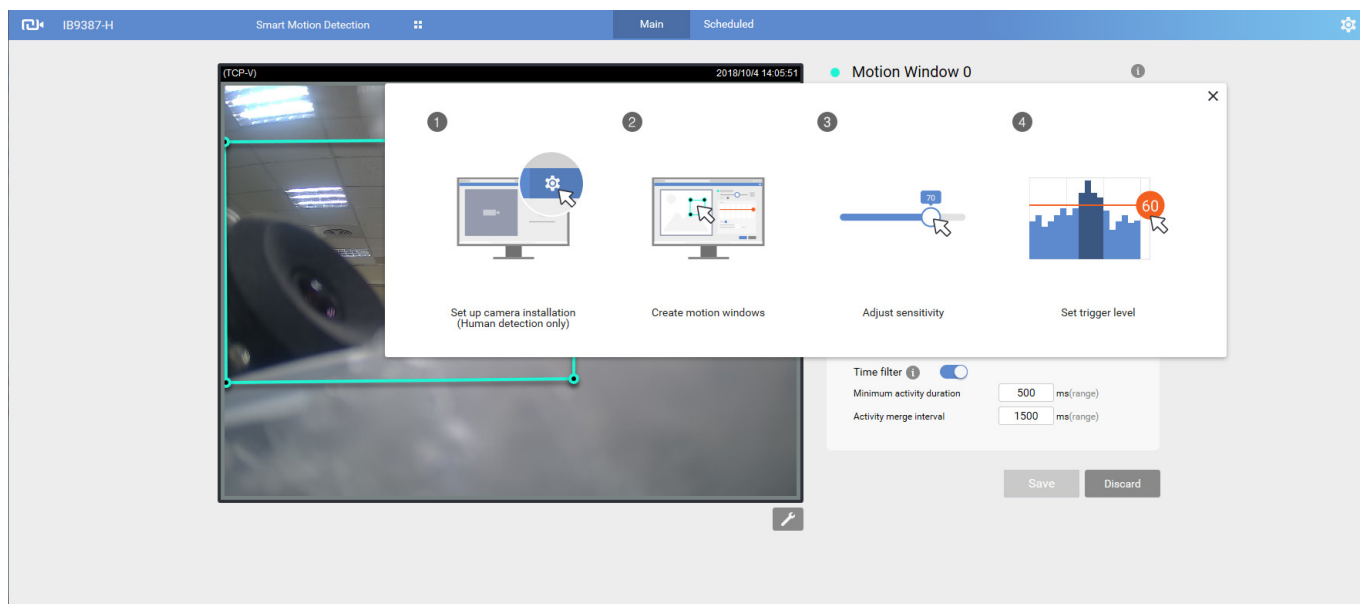 IB9387-H
Smart Motion Detection
Main
Scheduled
(TCP-V)
2018/10/4 14:05:51
Motion Window 0
1
2
3
4
70
60
Set up camera installation
(Human detection only)
Create motion windows
Adjust sensitivity
Set trigger level
Time filter
Minimum activity duration
500
ms(range)
Activity merge interval
1500
ms(range)
Save
Discard